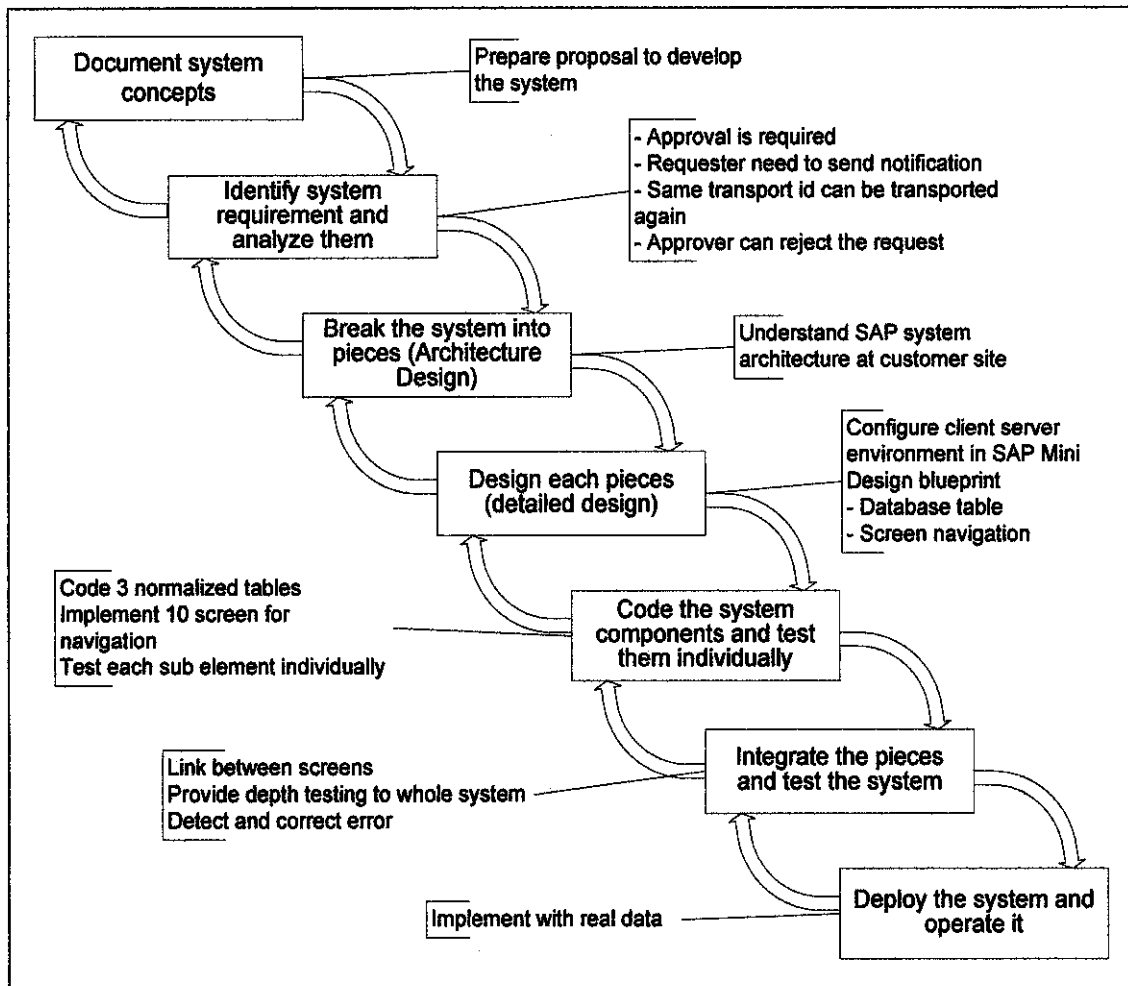 Document system
concepts
Prepare proposal to develop
the system
- Approval is required
- Requester need to send notification
- Same transport id can be transported
again
- Approver can reject the request
Identify system
requirement and
analyze them
Break the system into
pieces (Architecture
Design)
Understand SAP system
architecture at customer site
Configure client server
environment in SAP Mini
Design blueprint
- Database table
- Screen navigation
Design each pieces
(detailed design)
Code 3 normalized tables
Implement 10 screen for
navigation
Test each sub element individually
Code the system
components and test
them individually
Link between screens
Provide depth testing to whole system
Detect and correct error
Integrate the pieces
and test the system
Implement with real data
Deploy the system and
operate it